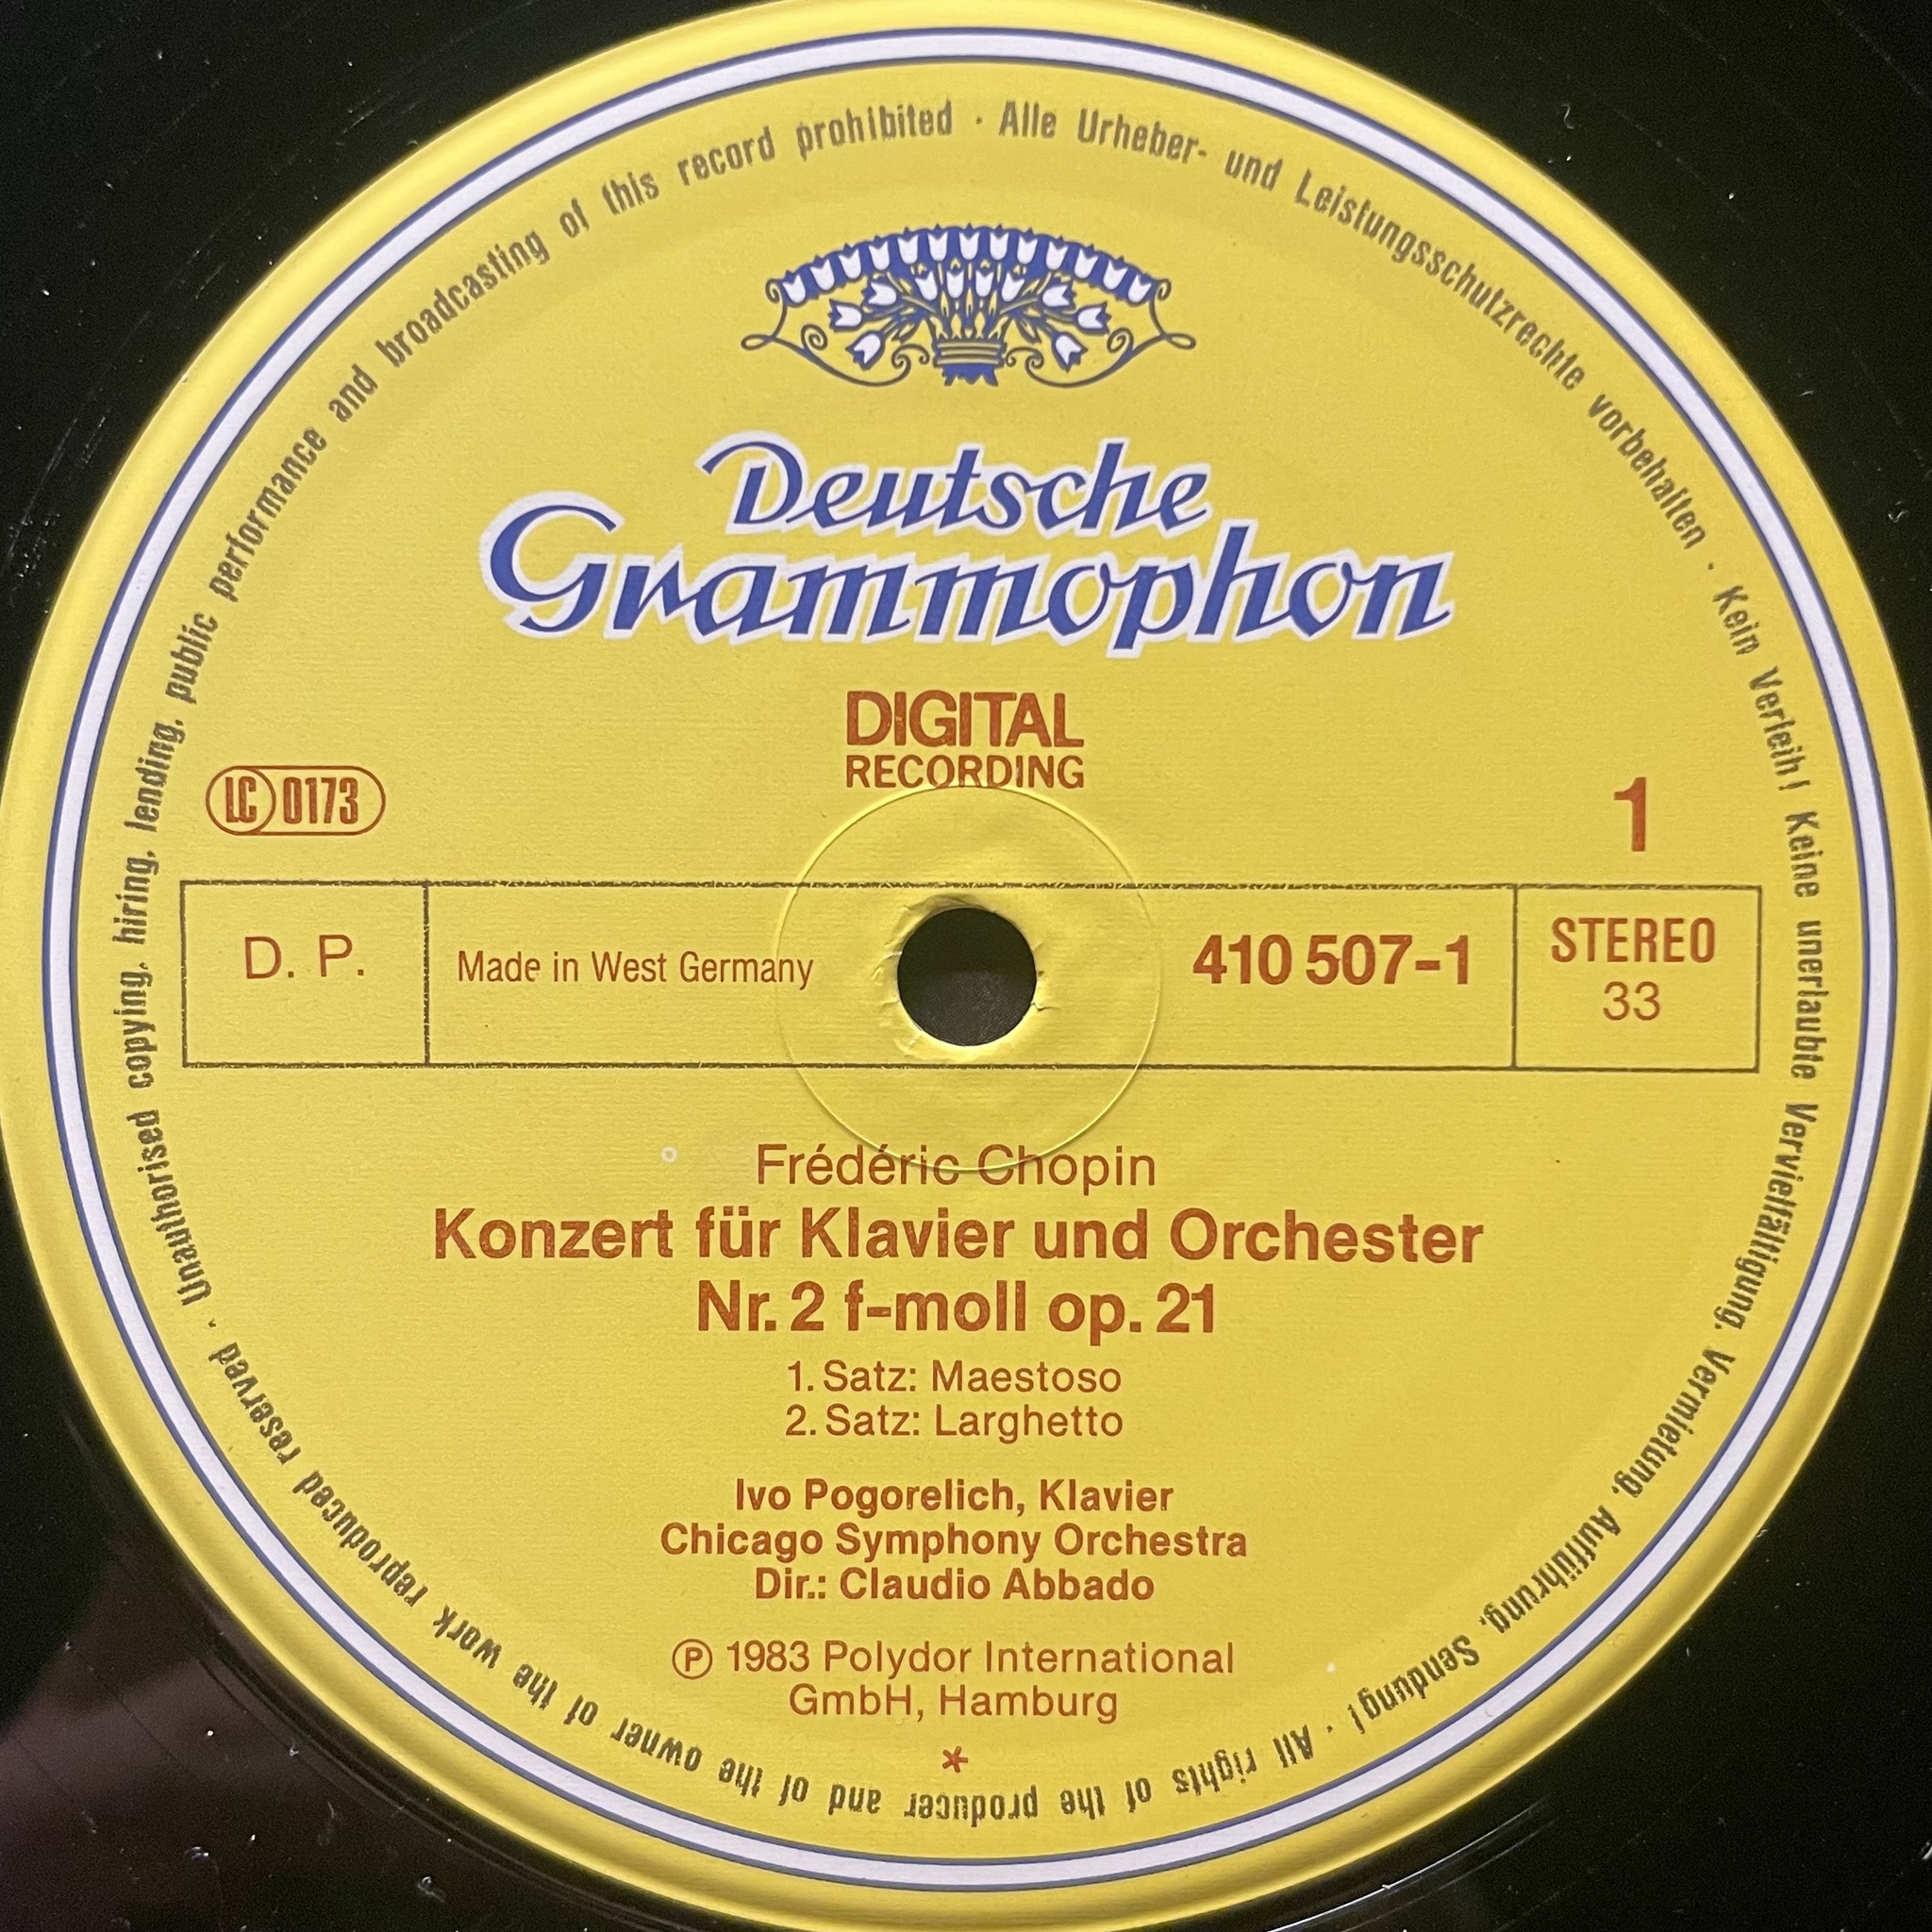 Alle Urheber- und Leistungsschutzrechte vorbehalten · Kein Verleih! Keine unerlaubte Vervielfältigung, Vermietung, Aufführung, Sendung! · All rights of the producer and of the owner of the work reproduced reserved · Unauthorised copying, hiring, lending, public performance and broadcasting of this record prohibited ·
Deutsche
Grammophon
DIGITAL
RECORDING
LC 0173
1
D. P.
Made in West Germany
410 507-1
STEREO
33
Frédéric Chopin
Konzert für Klavier und Orchester
Nr. 2 f-moll op. 21
1. Satz: Maestoso
2. Satz: Larghetto
Ivo Pogorelich, Klavier
Chicago Symphony Orchestra
Dir.: Claudio Abbado
Ⓟ 1983 Polydor International
GmbH, Hamburg
*